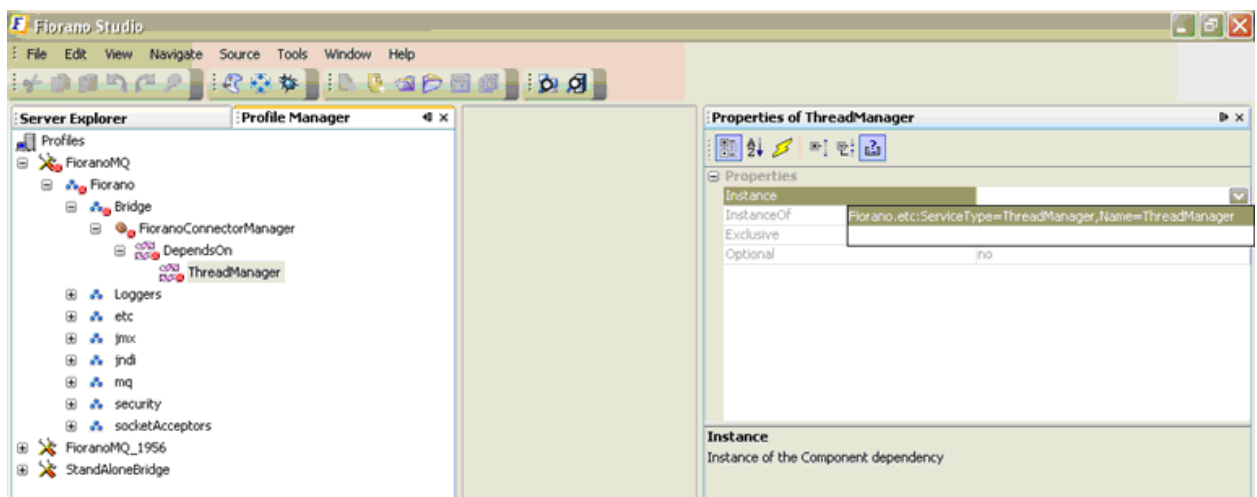 Fiorano Studio
File Edit View Navigate Source Tools Window Help
Server Explorer
Profile Manager
Profiles
FioranoMQ
Fiorano
Bridge
FioranoConnectorManager
DependsOn
ThreadManager
Loggers
etc
jmx
jndi
mq
security
socketAcceptors
FioranoMQ_1956
StandAloneBridge
Properties of ThreadManager
Properties
Instance
InstanceOf
Fiorano.etc:ServiceType=ThreadManager,Name=ThreadManager
Exclusive
Optional no
Instance
Instance of the Component dependency